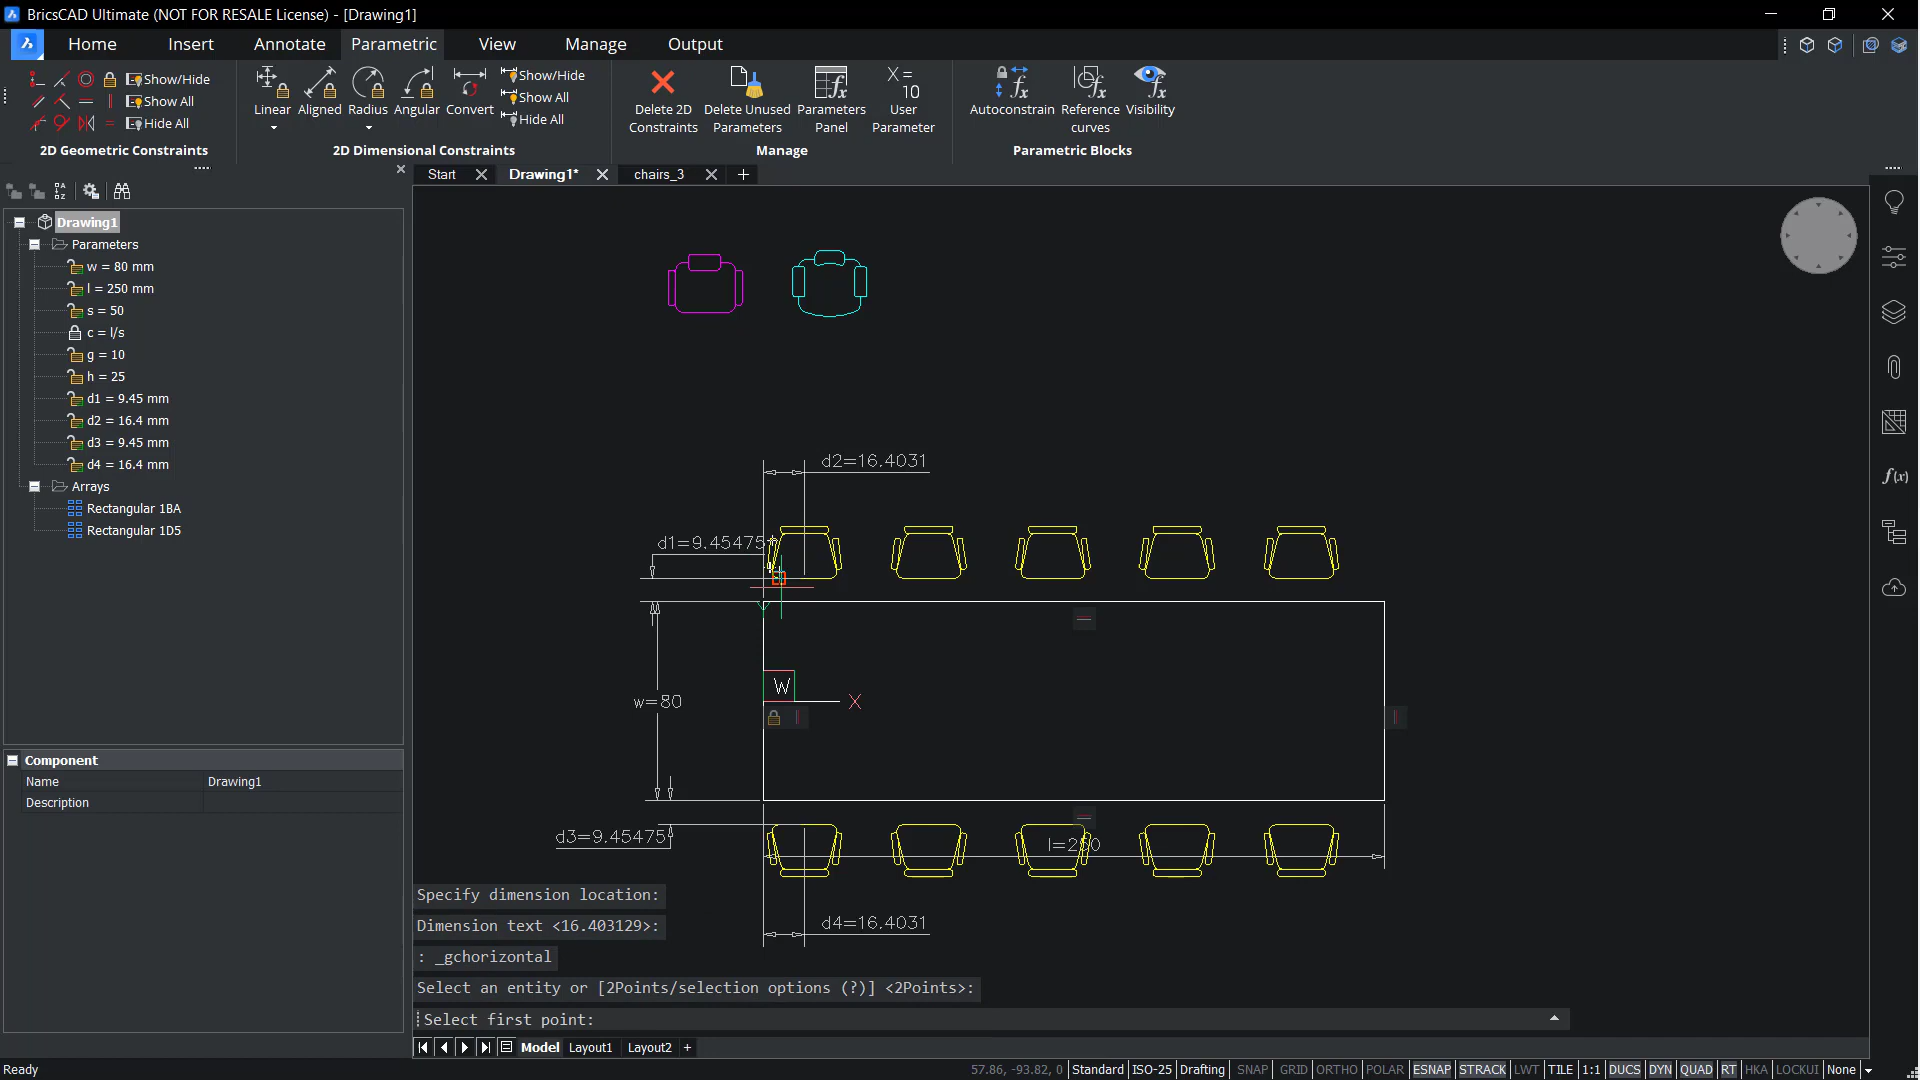 BricsCAD Ultimate (NOT FOR RESALE License) - [Drawing1]
Home Insert Annotate Parametric View Manage Output
Show/Hide
Show All
Hide All
2D Geometric Constraints
Linear Aligned Radius Angular Convert
Show/Hide
Show All
Hide All
2D Dimensional Constraints
Delete 2D Constraints
Delete Unused Parameters
Parameters Panel
X = 10
User Parameter
Manage
Autoconstrain
Reference curves
Visibility
Parametric Blocks
Start Drawing1* chairs_3
Drawing1
Parameters
w = 80 mm
l = 250 mm
s = 50
c = l/s
g = 10
h = 25
d1 = 9.45 mm
d2 = 16.4 mm
d3 = 9.45 mm
d4 = 16.4 mm
Arrays
Rectangular 1BA
Rectangular 1D5
Component
Name Drawing1
Description
d2=16.4031
d1=9.45475
W
X
w=80
d3=9.45475
l=250
d4=16.4031
Specify dimension location:
Dimension text <16.403129>:
: _gchorizontal
Select an entity or [2Points/selection options (?)] <2Points>:
Select first point:
Model Layout1 Layout2
Ready
57.86, -93.82, 0 Standard ISO-25 Drafting SNAP GRID ORTHO POLAR ESNAP STRACK LWT TILE 1:1 DUCS DYN QUAD RT HKA LOCKUI None